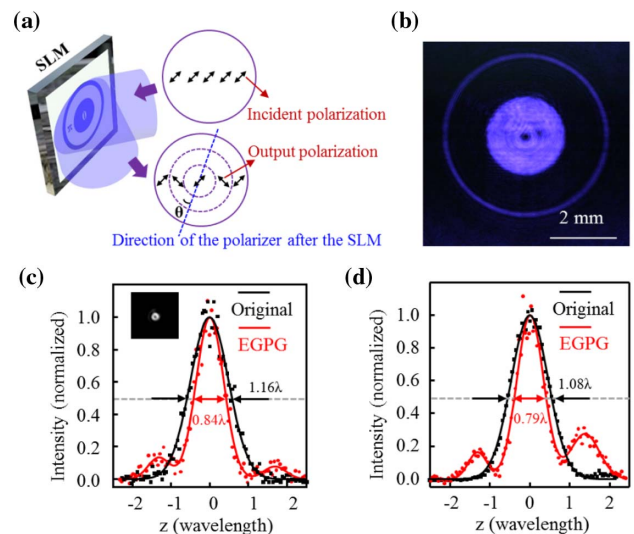 (a)
SLM
π
0
Incident polarization
Output polarization
θ
Direction of the polarizer after the SLM
(b)
2 mm
(c)
Intensity (normalized)
1.0
0.8
0.6
0.4
0.2
0.0
Original
EGPG
1.16λ
0.84λ
-2 -1 0 1 2
z (wavelength)
(d)
Intensity (normalized)
1.0
0.8
0.6
0.4
0.2
0.0
Original
EGPG
1.08λ
0.79λ
-2 -1 0 1 2
z (wavelength)